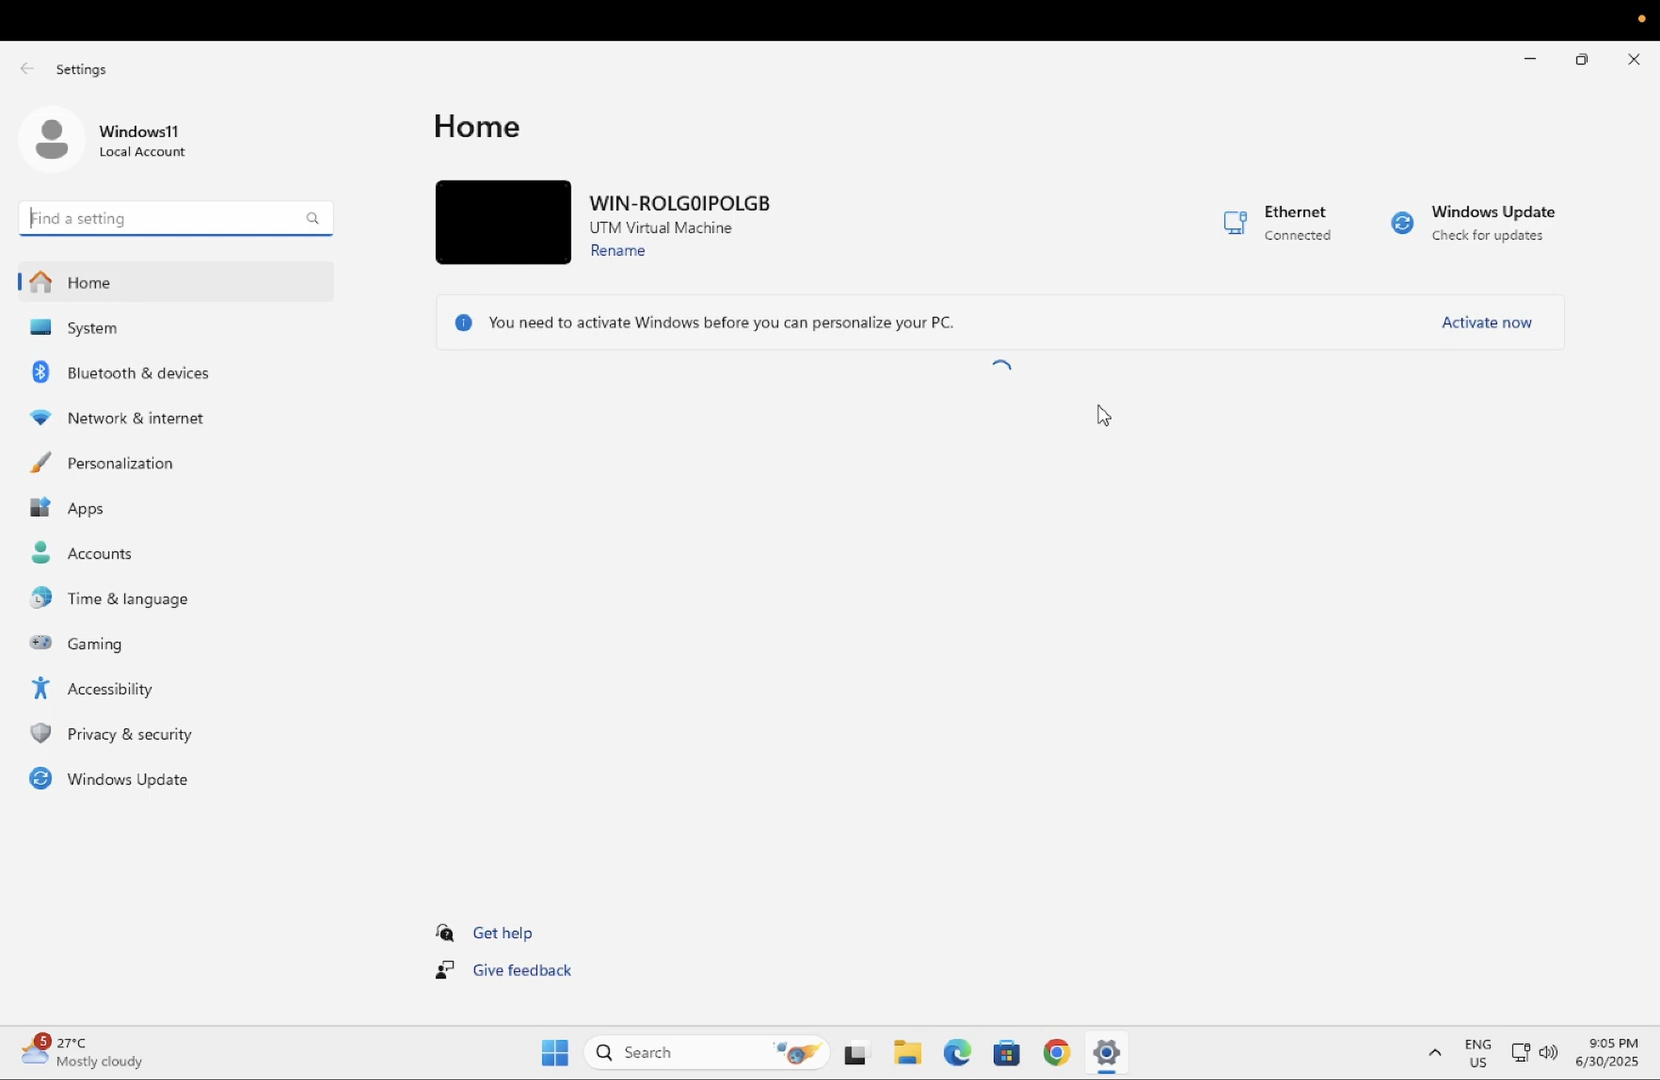 Settings
Windows11
Local Account
Find a setting
Home
System
Bluetooth & devices
Network & internet
Personalization
Apps
Accounts
Time & language
Gaming
Accessibility
Privacy & security
Windows Update
Home
WIN-ROLG0IPOLGB
UTM Virtual Machine
Rename
Ethernet
Connected
Windows Update
Check for updates
You need to activate Windows before you can personalize your PC.
Activate now
Get help
Give feedback
5
27°C
Mostly cloudy
Search
ENG
US
9:05 PM
6/30/2025